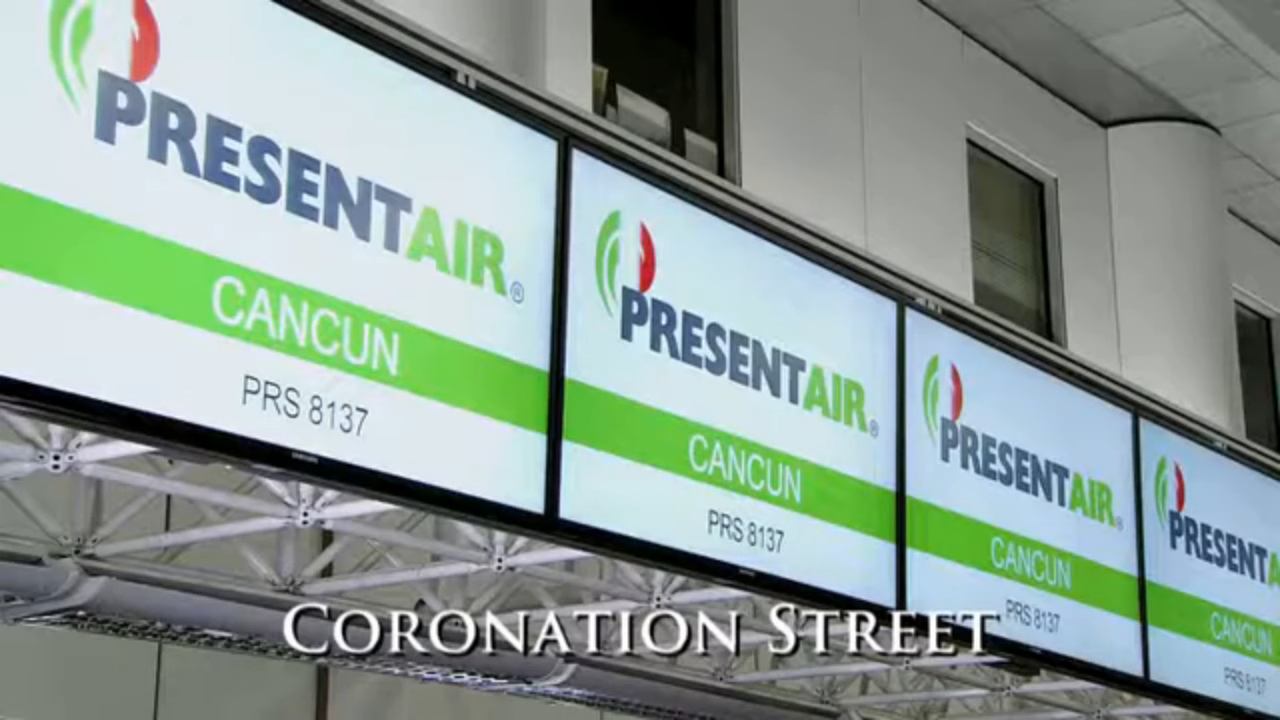 PRESENTAIR®
CANCUN
PRS 8137
PRESENTAIR®
CANCUN
PRS 8137
PRESENTAIR®
CANCUN
PRS 8137
PRESENTA
CANCUN
PRS 8137
CORONATION STREET